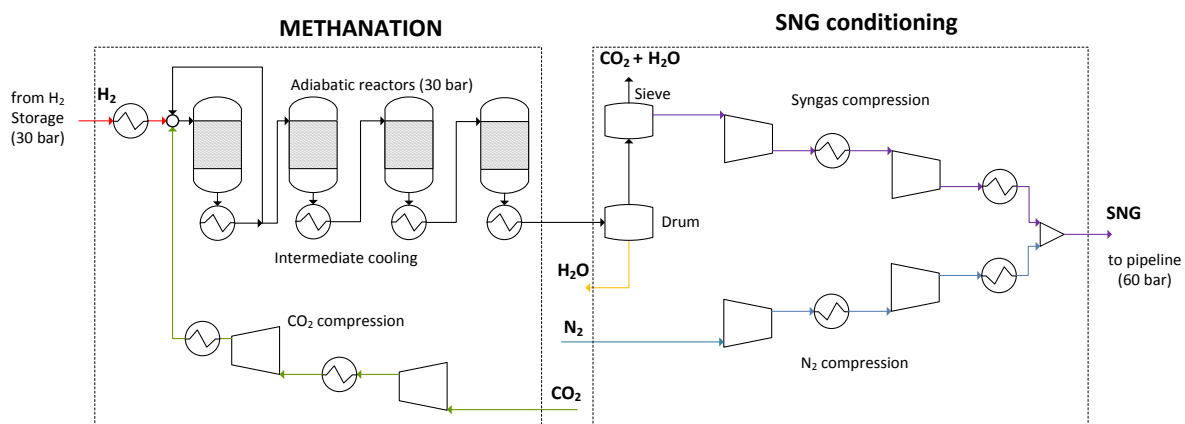 METHANATION
SNG conditioning
from H2
Storage
(30 bar)
H2
Adiabatic reactors (30 bar)
Intermediate cooling
CO2 compression
CO2
CO2 + H2O
Sieve
Drum
H2O
Syngas compression
N2
N2 compression
SNG
to pipeline
(60 bar)